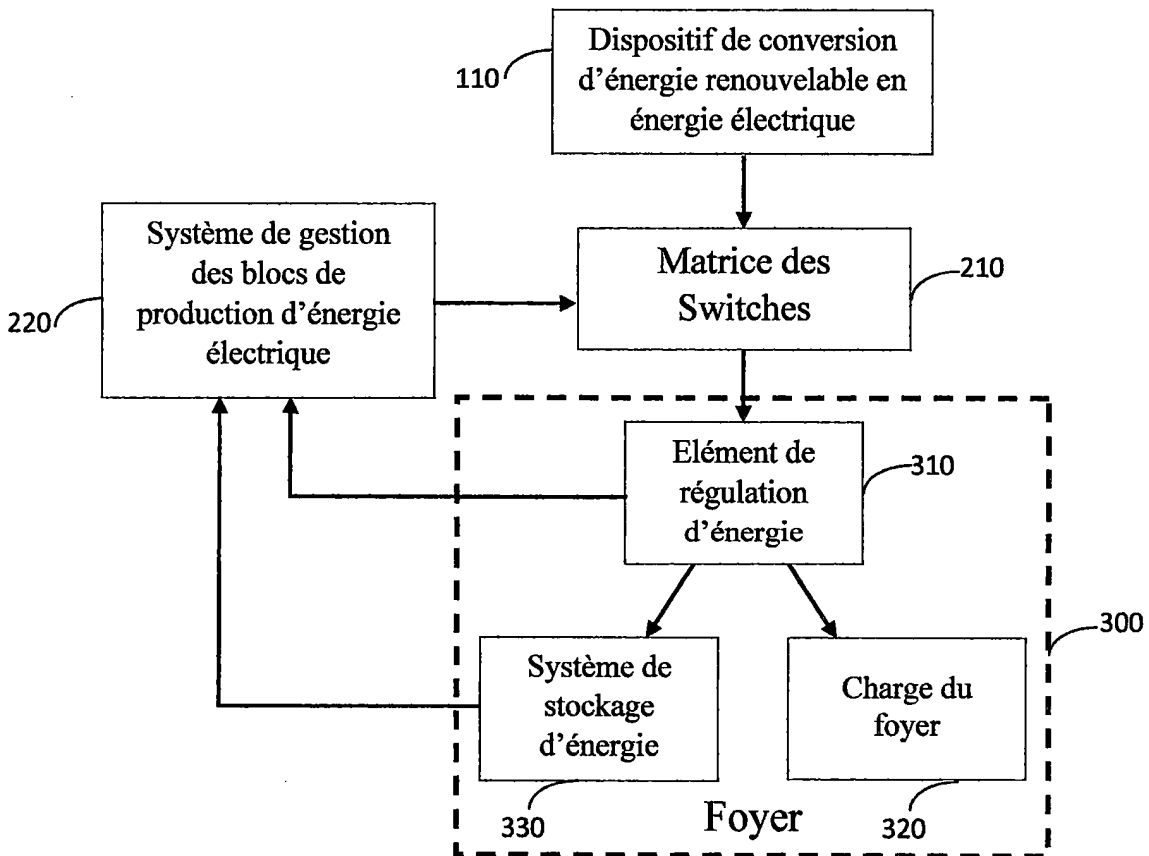 Dispositif de conversion
d'énergie renouvelable en
énergie électrique
110
Système de gestion
des blocs de
production d'énergie
électrique
220
Matrice des
Switches
210
Elément de
régulation
d'énergie
310
300
Système de
stockage
d'énergie
330
Charge du
foyer
320
Foyer